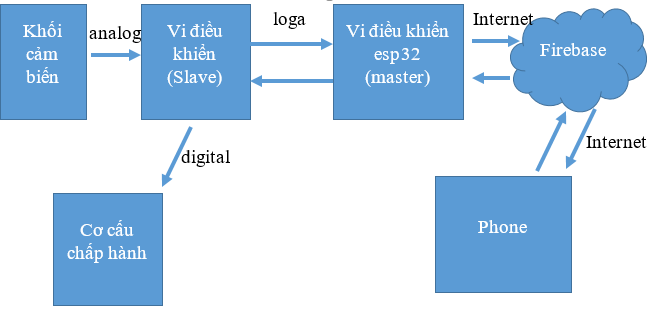 Khối
cảm
biến
analog
Vi điều
khiển
(Slave)
loga
Vi điều khiển
esp32
(master)
Internet
Firebase
digital
Internet
Cơ cấu
chấp hành
Phone